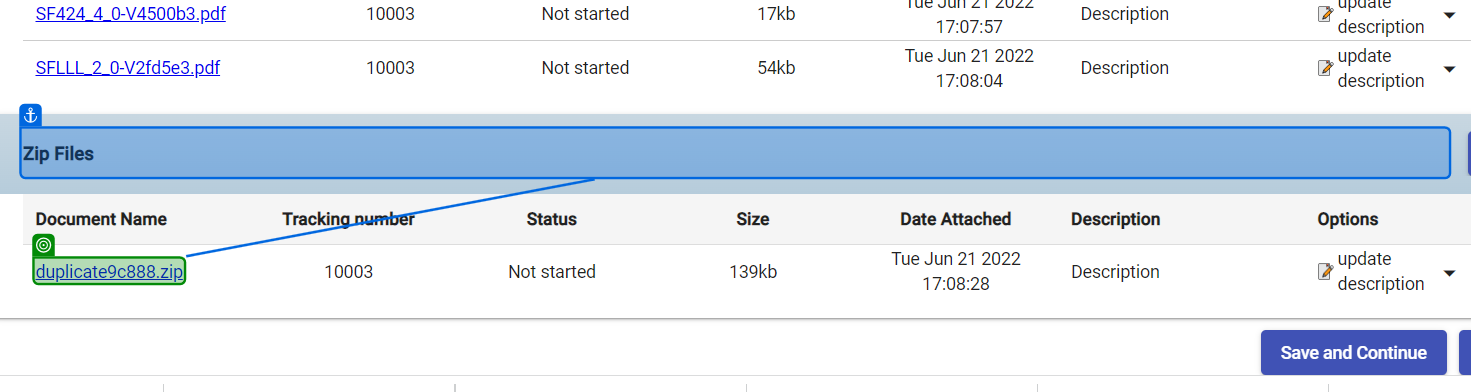 SF424_4_0-V4500b3.pdf 10003 Not started 17kb Tue Jun 21 2022 17:07:57 Description update description
SFLLL_2_0-V2fd5e3.pdf 10003 Not started 54kb Tue Jun 21 2022 17:08:04 Description update description
Zip Files
Document Name Tracking number Status Size Date Attached Description Options
duplicate9c888.zip 10003 Not started 139kb Tue Jun 21 2022 17:08:28 Description update description
Save and Continue